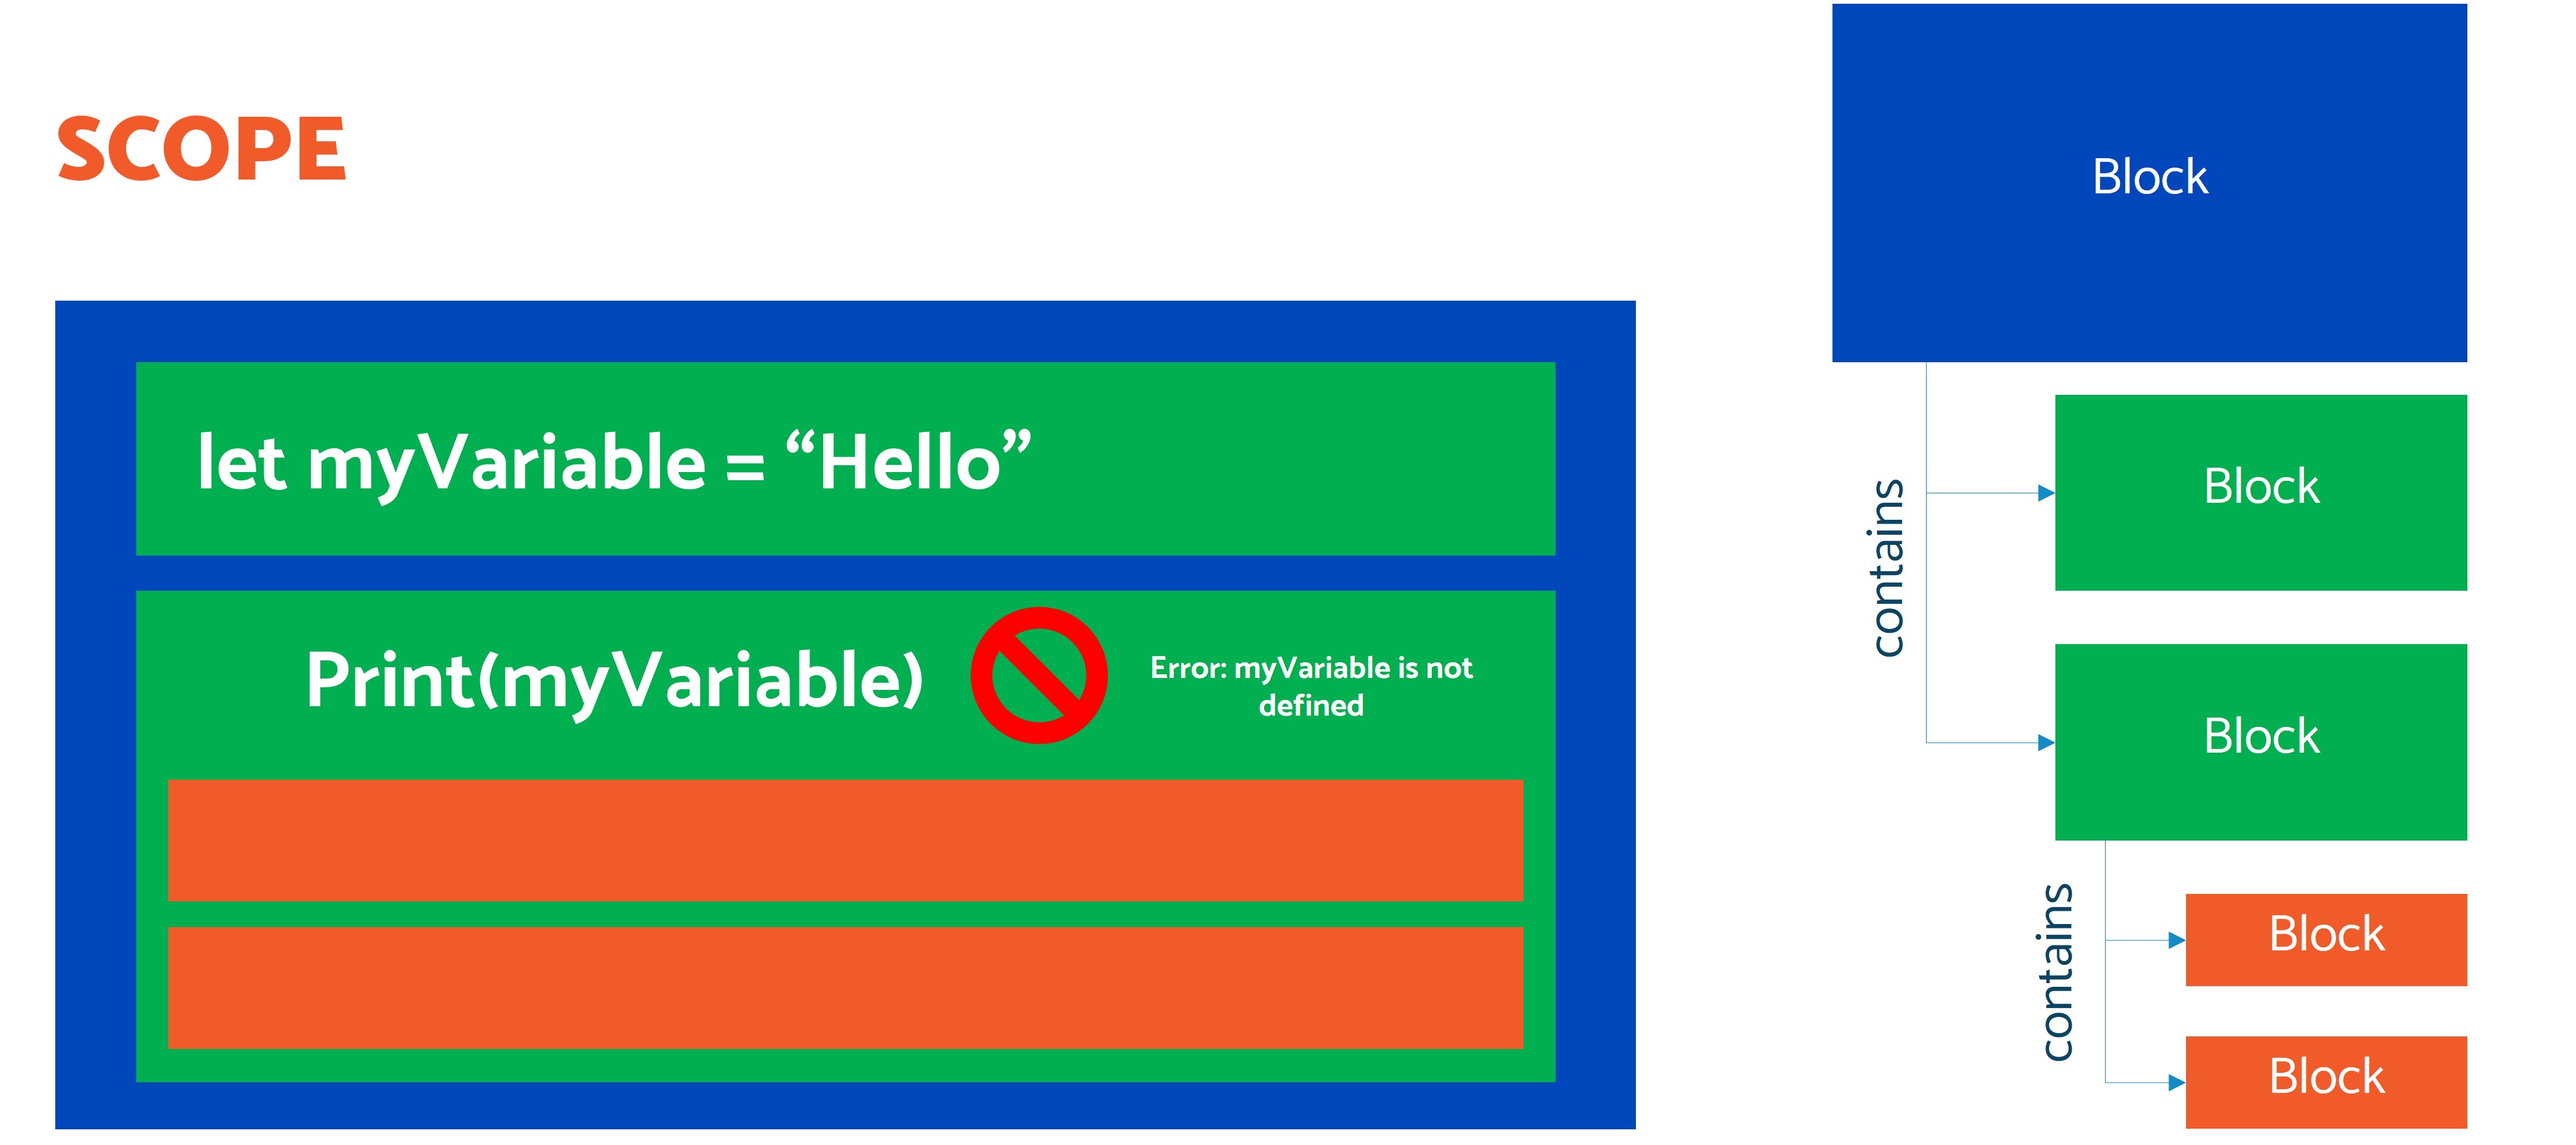 SCOPE
let myVariable = “Hello”
Print(myVariable)
Error: myVariable is not
defined
Block
contains
Block
Block
contains
Block
Block